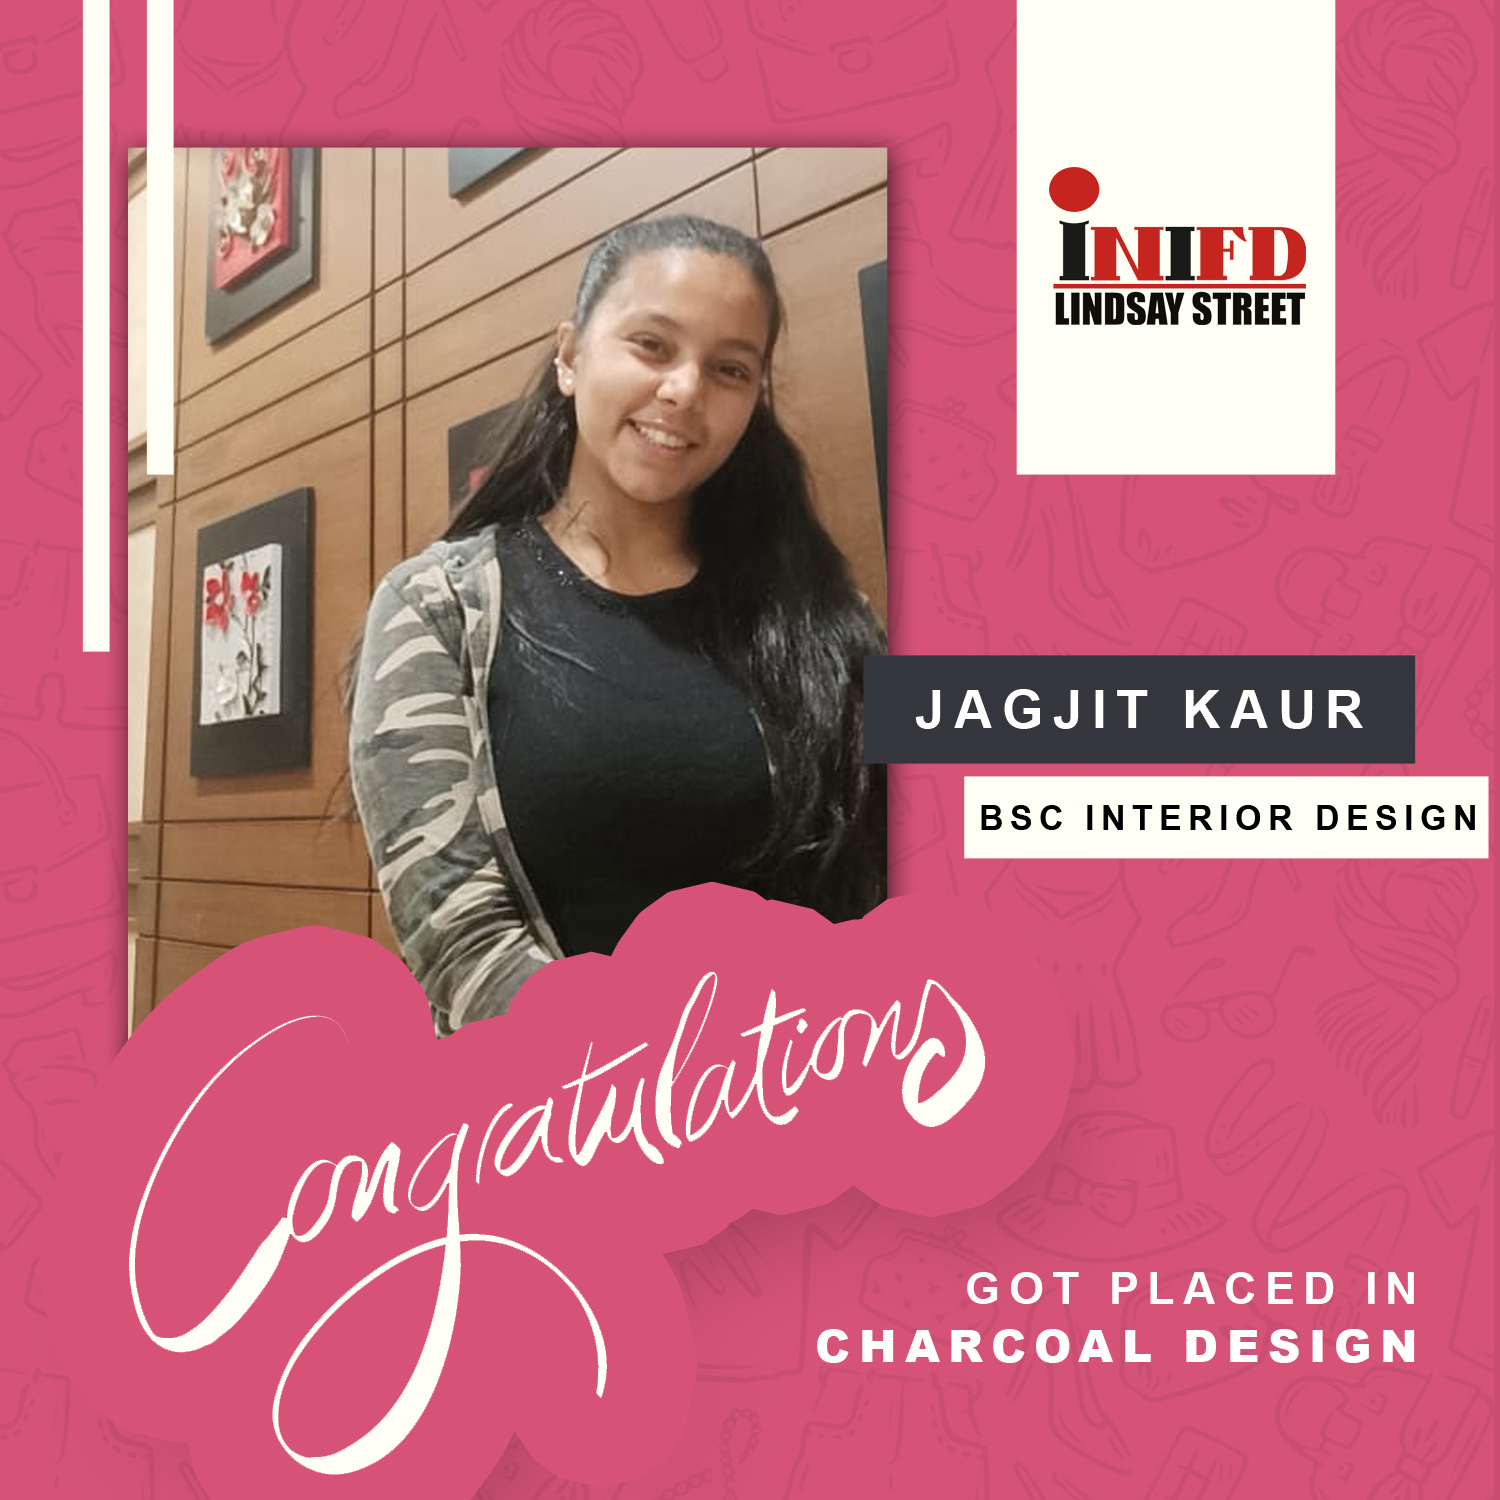 iNIFD
LINDSAY STREET
JAGJIT KAUR
BSC INTERIOR DESIGN
Congratulations
GOT PLACED IN
CHARCOAL DESIGN